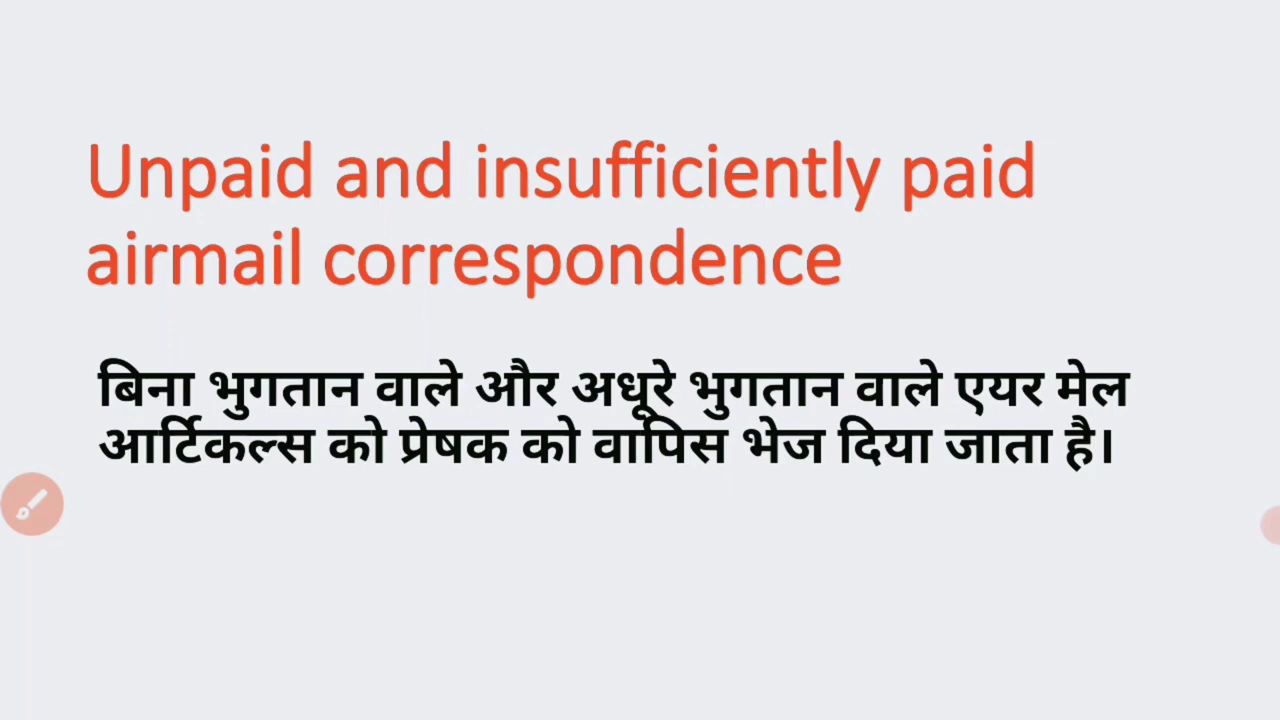 Unpaid and insufficiently paid
airmail correspondence
बिना भुगतान वाले और अधूरे भुगतान वाले एयर मेल
आर्टिकल्स को प्रेषक को वापिस भेज दिया जाता है।